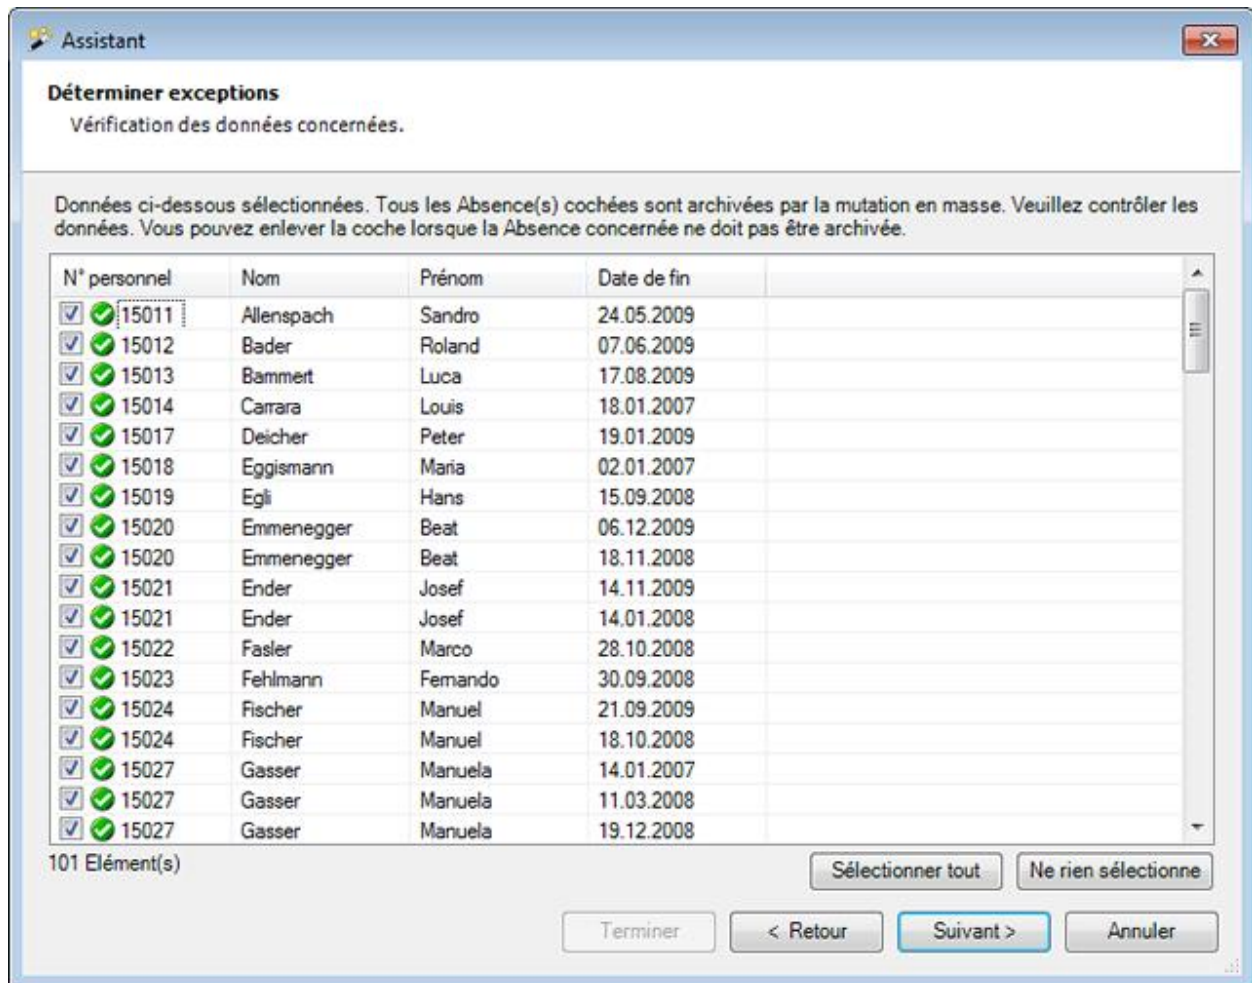 Assistant
Déterminer exceptions
Vérification des données concernées.
Données ci-dessous sélectionnées. Tous les Absence(s) cochées sont archivées par la mutation en masse. Veuillez contrôler les
données. Vous pouvez enlever la coche lorsque la Absence concernée ne doit pas être archivée.
N° personnel Nom Prénom Date de fin
15011 Allenspach Sandro 24.05.2009
15012 Bader Roland 07.06.2009
15013 Bammert Luca 17.08.2009
15014 Carrara Louis 18.01.2007
15017 Deicher Peter 19.01.2009
15018 Eggismann Maria 02.01.2007
15019 Egli Hans 15.09.2008
15020 Emmenegger Beat 06.12.2009
15020 Emmenegger Beat 18.11.2008
15021 Ender Josef 14.11.2009
15021 Ender Josef 14.01.2008
15022 Fasler Marco 28.10.2008
15023 Fehlmann Fernando 30.09.2008
15024 Fischer Manuel 21.09.2009
15024 Fischer Manuel 18.10.2008
15027 Gasser Manuela 14.01.2007
15027 Gasser Manuela 11.03.2008
15027 Gasser Manuela 19.12.2008
101 Elément(s)
Sélectionner tout Ne rien sélectionne
Terminer < Retour Suivant > Annuler